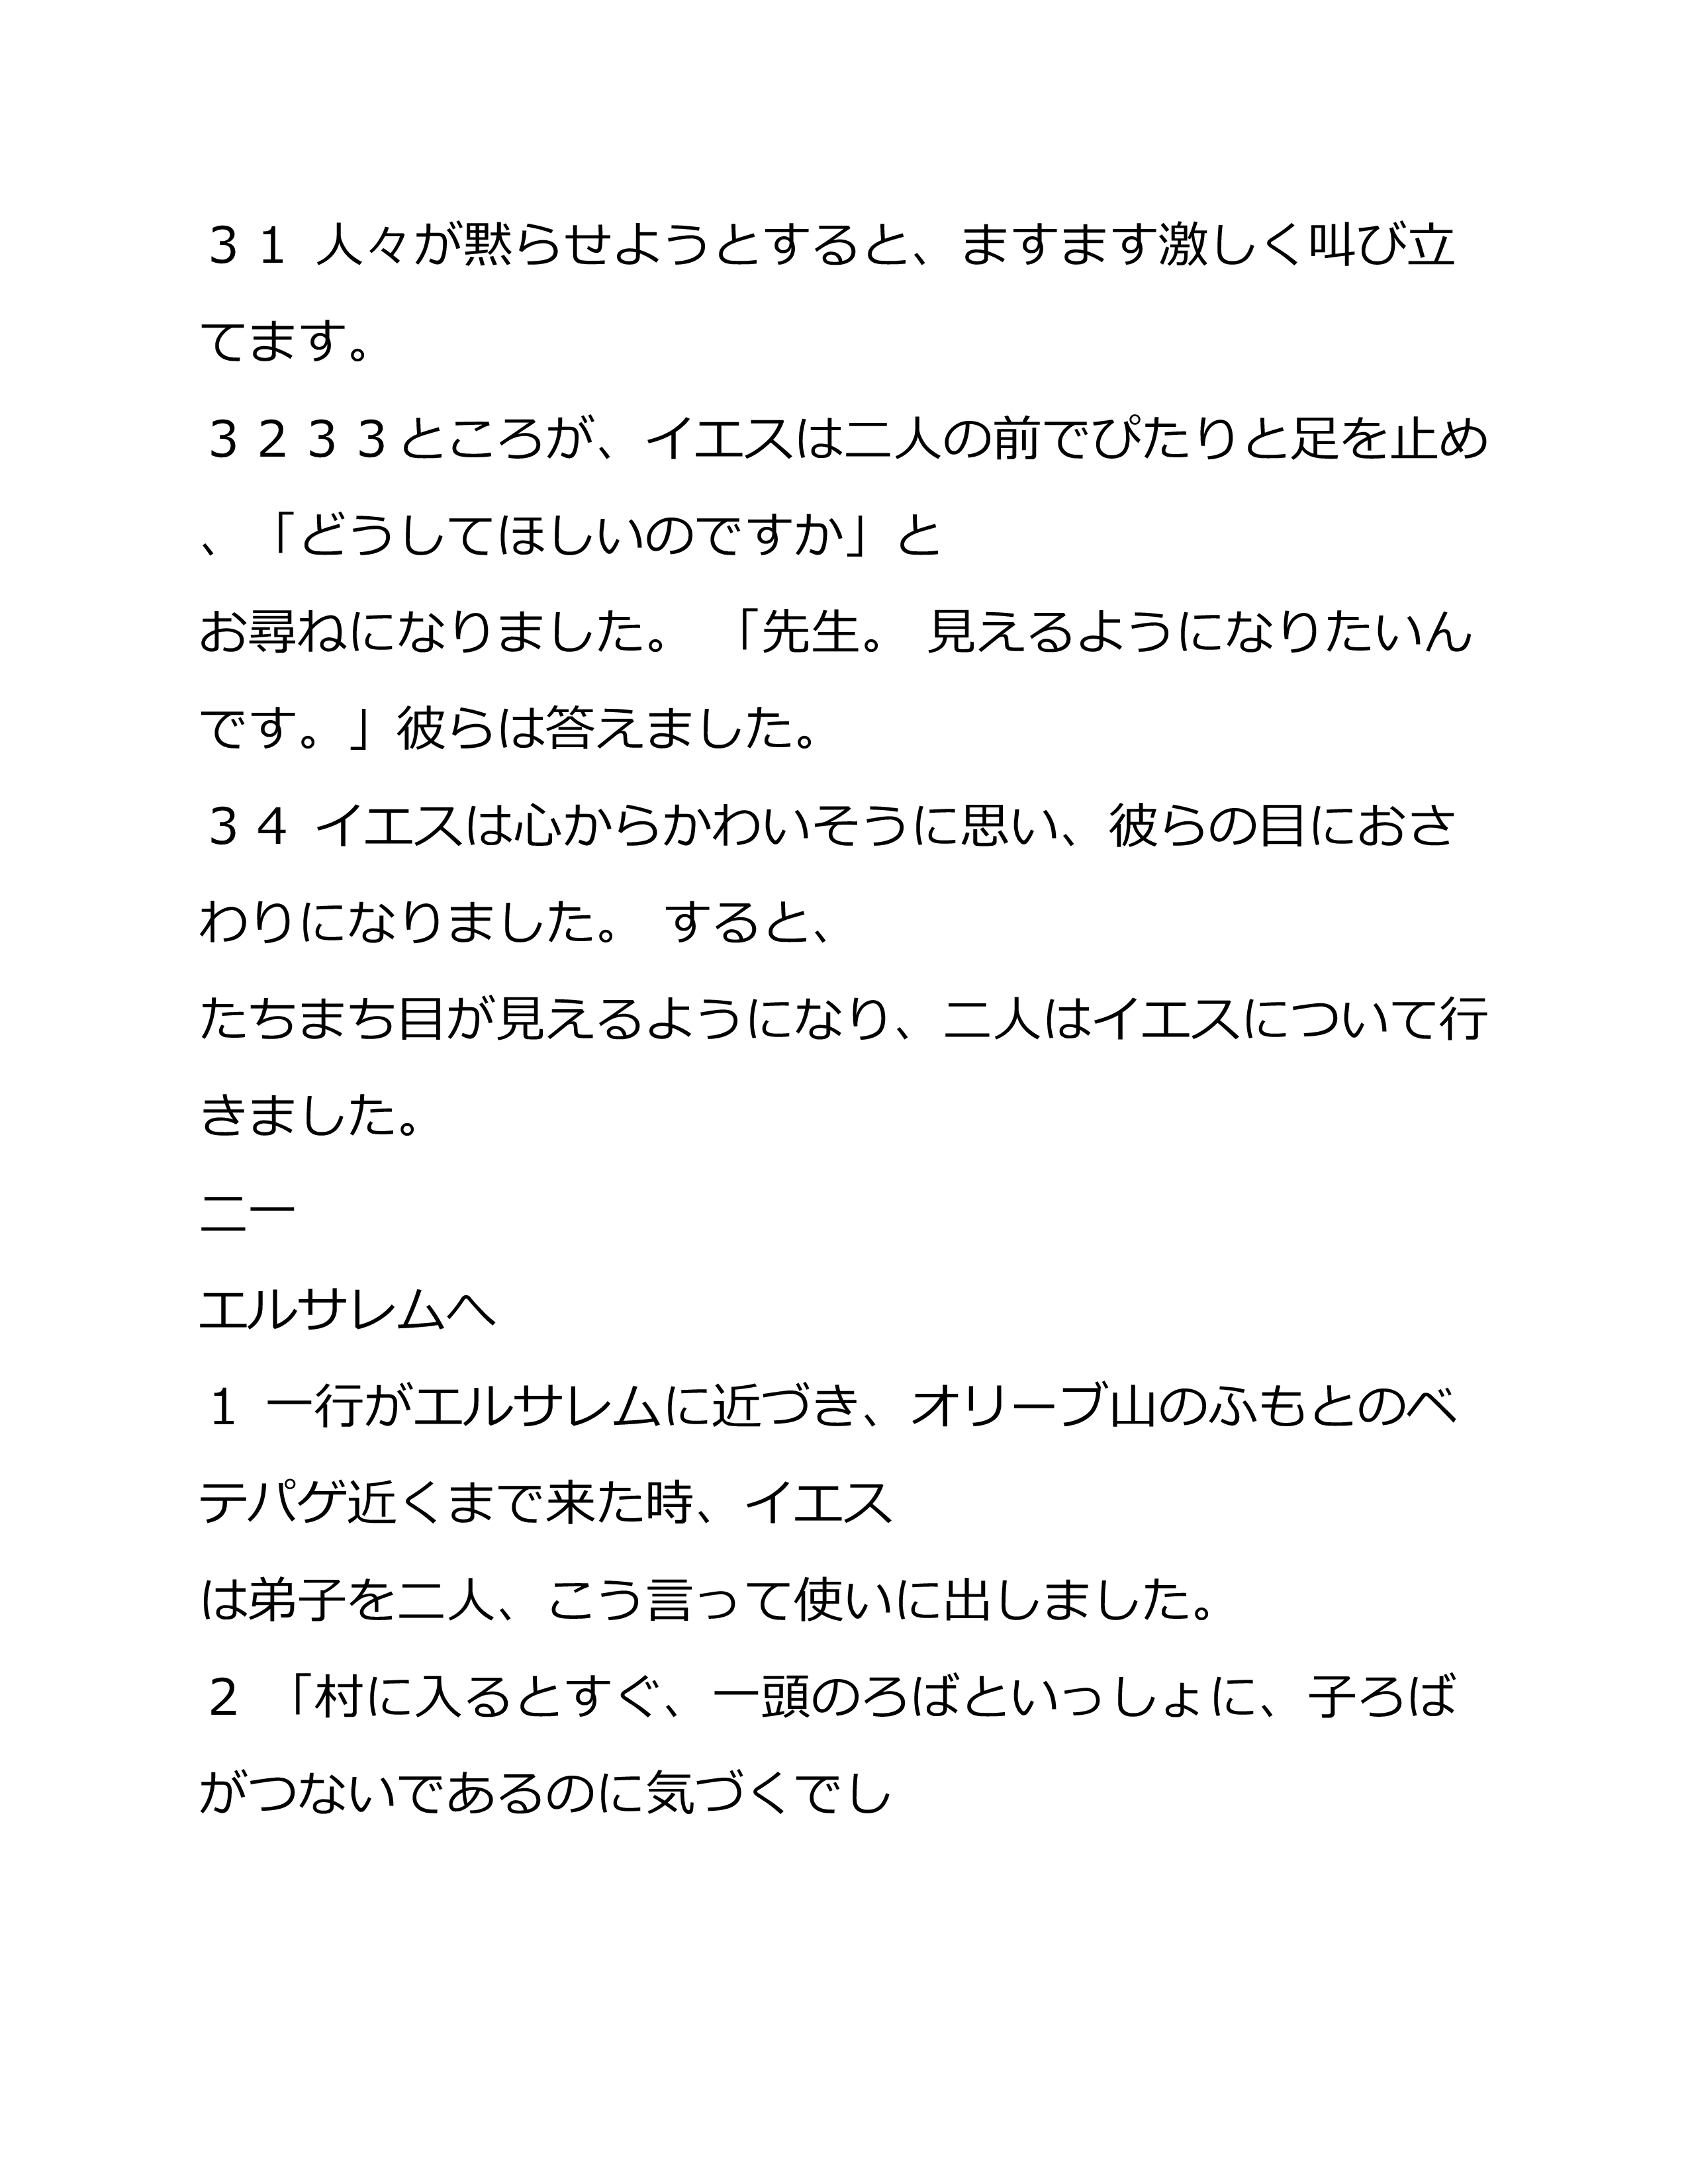 ３１ 人々が黙らせようとすると、ますます激しく叫び立
てます。
３２３３ところが、イエスは二人の前でぴたりと足を止め
、「どうしてほしいのですか」と
お尋ねになりました。 「先生。 見えるようになりたいん
です。」彼らは答えました。
３４ イエスは心からかわいそうに思い、彼らの目におさ
わりになりました。 すると、
たちまち目が見えるようになり、二人はイエスについて行
きました。
二一
エルサレムへ
１ 一行がエルサレムに近づき、オリーブ山のふもとのベ
テパゲ近くまで来た時、イエス
は弟子を二人、こう言って使いに出しました。
２ 「村に入るとすぐ、一頭のろばといっしょに、子ろば
がつないであるのに気づくでし